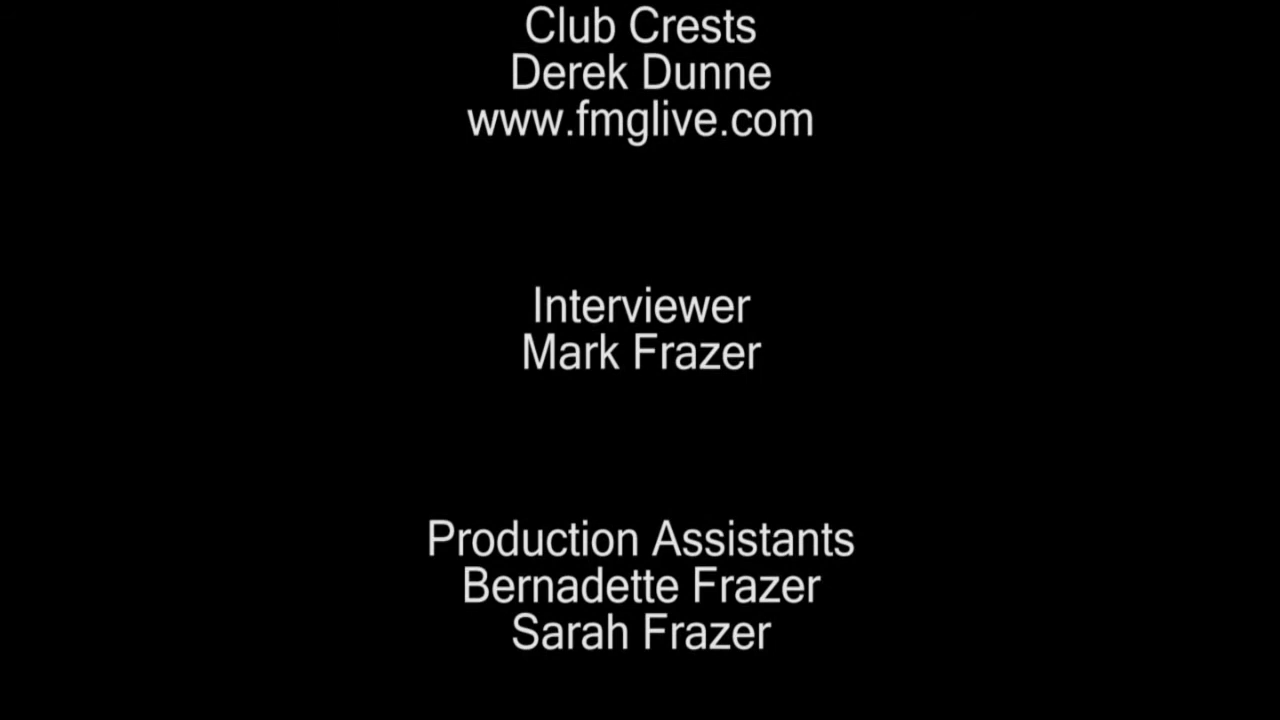 Club Crests
Derek Dunne
www.fmglive.com
Interviewer
Mark Frazer
Production Assistants
Bernadette Frazer
Sarah Frazer